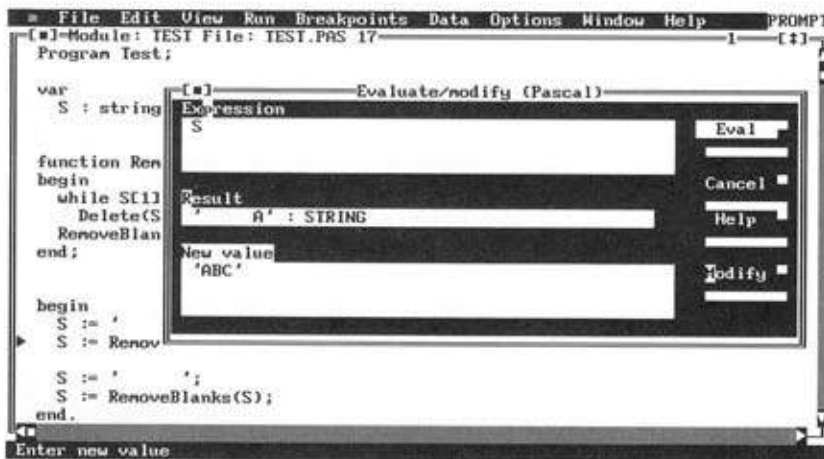 ≡ File Edit View Run Breakpoints Data Options Window Help PROMPT
[■]=Module: TEST File: TEST.PAS 17 1 [↕]
Program Test;
var
S : string
function Rem
begin
while S[1]
Delete(S
RemoveBlan
end;
begin
S := '
S := Remov
S := '       ';
S := RemoveBlanks(S);
end.
[■] Evaluate/modify (Pascal)
Expression
S
Eval
Cancel
Result
'     A' : STRING
Help
New value
'ABC'
Modify
Enter new value